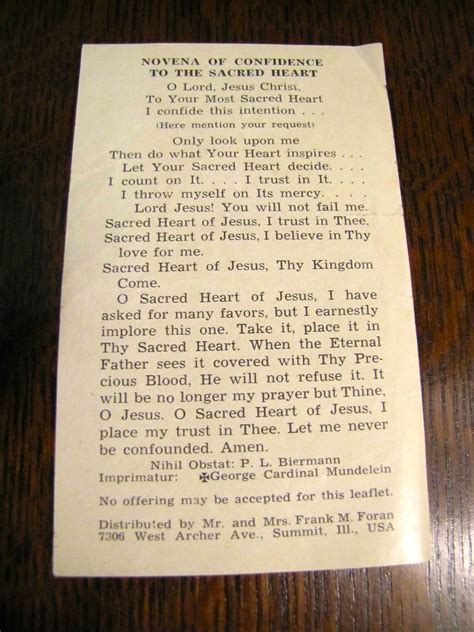 NOVENA OF CONFIDENCE
TO THE SACRED HEART
O Lord, Jesus Christ,
To Your Most Sacred Heart
I confide this intention . . .
(Here mention your request)
Only look upon me
Then do what Your Heart inspires . . .
Let Your Sacred Heart decide. . . .
I count on It. . . . I trust in It. . . .
I throw myself on Its mercy. . . .
Lord Jesus! You will not fail me.
Sacred Heart of Jesus, I trust in Thee.
Sacred Heart of Jesus, I believe in Thy
love for me.
Sacred Heart of Jesus, Thy Kingdom
Come.
O Sacred Heart of Jesus, I have
asked for many favors, but I earnestly
implore this one. Take it, place it in
Thy Sacred Heart. When the Eternal
Father sees it covered with Thy Pre-
cious Blood, He will not refuse it. It
will be no longer my prayer but Thine,
O Jesus. O Sacred Heart of Jesus, I
place my trust in Thee. Let me never
be confounded. Amen.
Nihil Obstat: P. L. Biermann
Imprimatur: ✠George Cardinal Mundelein
No offering may be accepted for this leaflet.
Distributed by Mr. and Mrs. Frank M. Foran
7306 West Archer Ave., Summit, Ill., USA